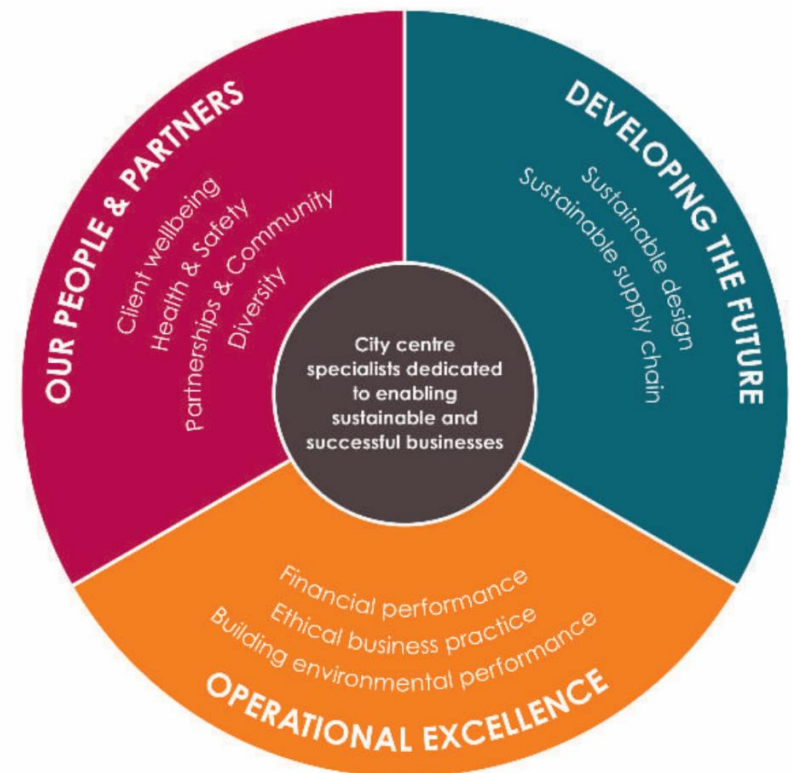 OUR PEOPLE & PARTNERS
Client wellbeing
Health & Safety
Partnerships & Community
Diversity
DEVELOPING THE FUTURE
Sustainable design
Sustainable supply chain
City centre
specialists dedicated
to enabling
sustainable and
successful businesses
Financial performance
Ethical business practice
Building environmental performance
OPERATIONAL EXCELLENCE